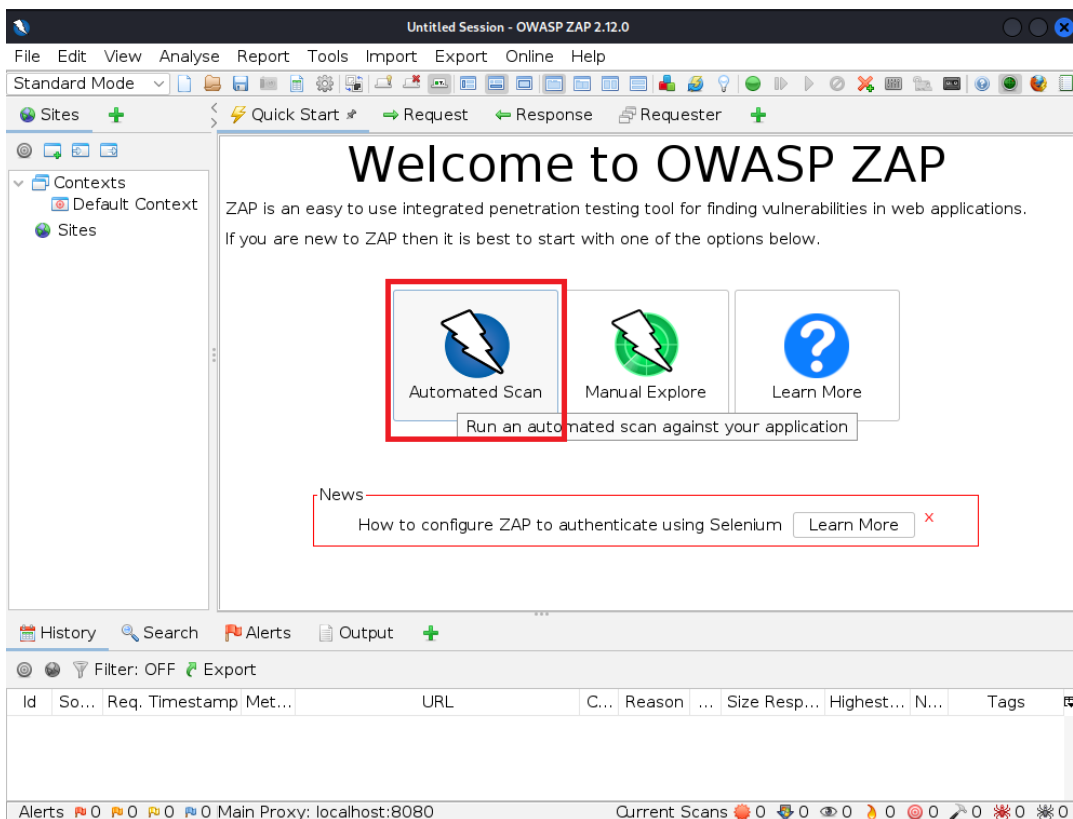 Untitled Session - OWASP ZAP 2.12.0
File Edit View Analyse Report Tools Import Export Online Help
Standard Mode
Sites
Quick Start
Request
Response
Requester
Contexts
Default Context
Sites
Welcome to OWASP ZAP
ZAP is an easy to use integrated penetration testing tool for finding vulnerabilities in web applications.
If you are new to ZAP then it is best to start with one of the options below.
Automated Scan
Manual Explore
Learn More
Run an automated scan against your application
News
How to configure ZAP to authenticate using Selenium Learn More X
History Search Alerts Output
Filter: OFF Export
Id So... Req. Timestamp Met... URL C... Reason ... Size Resp... Highest... N... Tags
Alerts 0 0 0 0 Main Proxy: localhost:8080 Current Scans 0 0 0 0 0 0 0 0